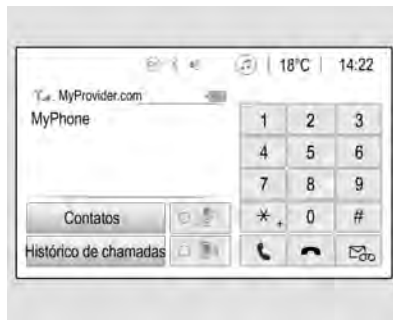 18°C 14:22
MyProvider.com
MyPhone
1 2 3
4 5 6
7 8 9
Contatos * + 0 #
Histórico de chamadas